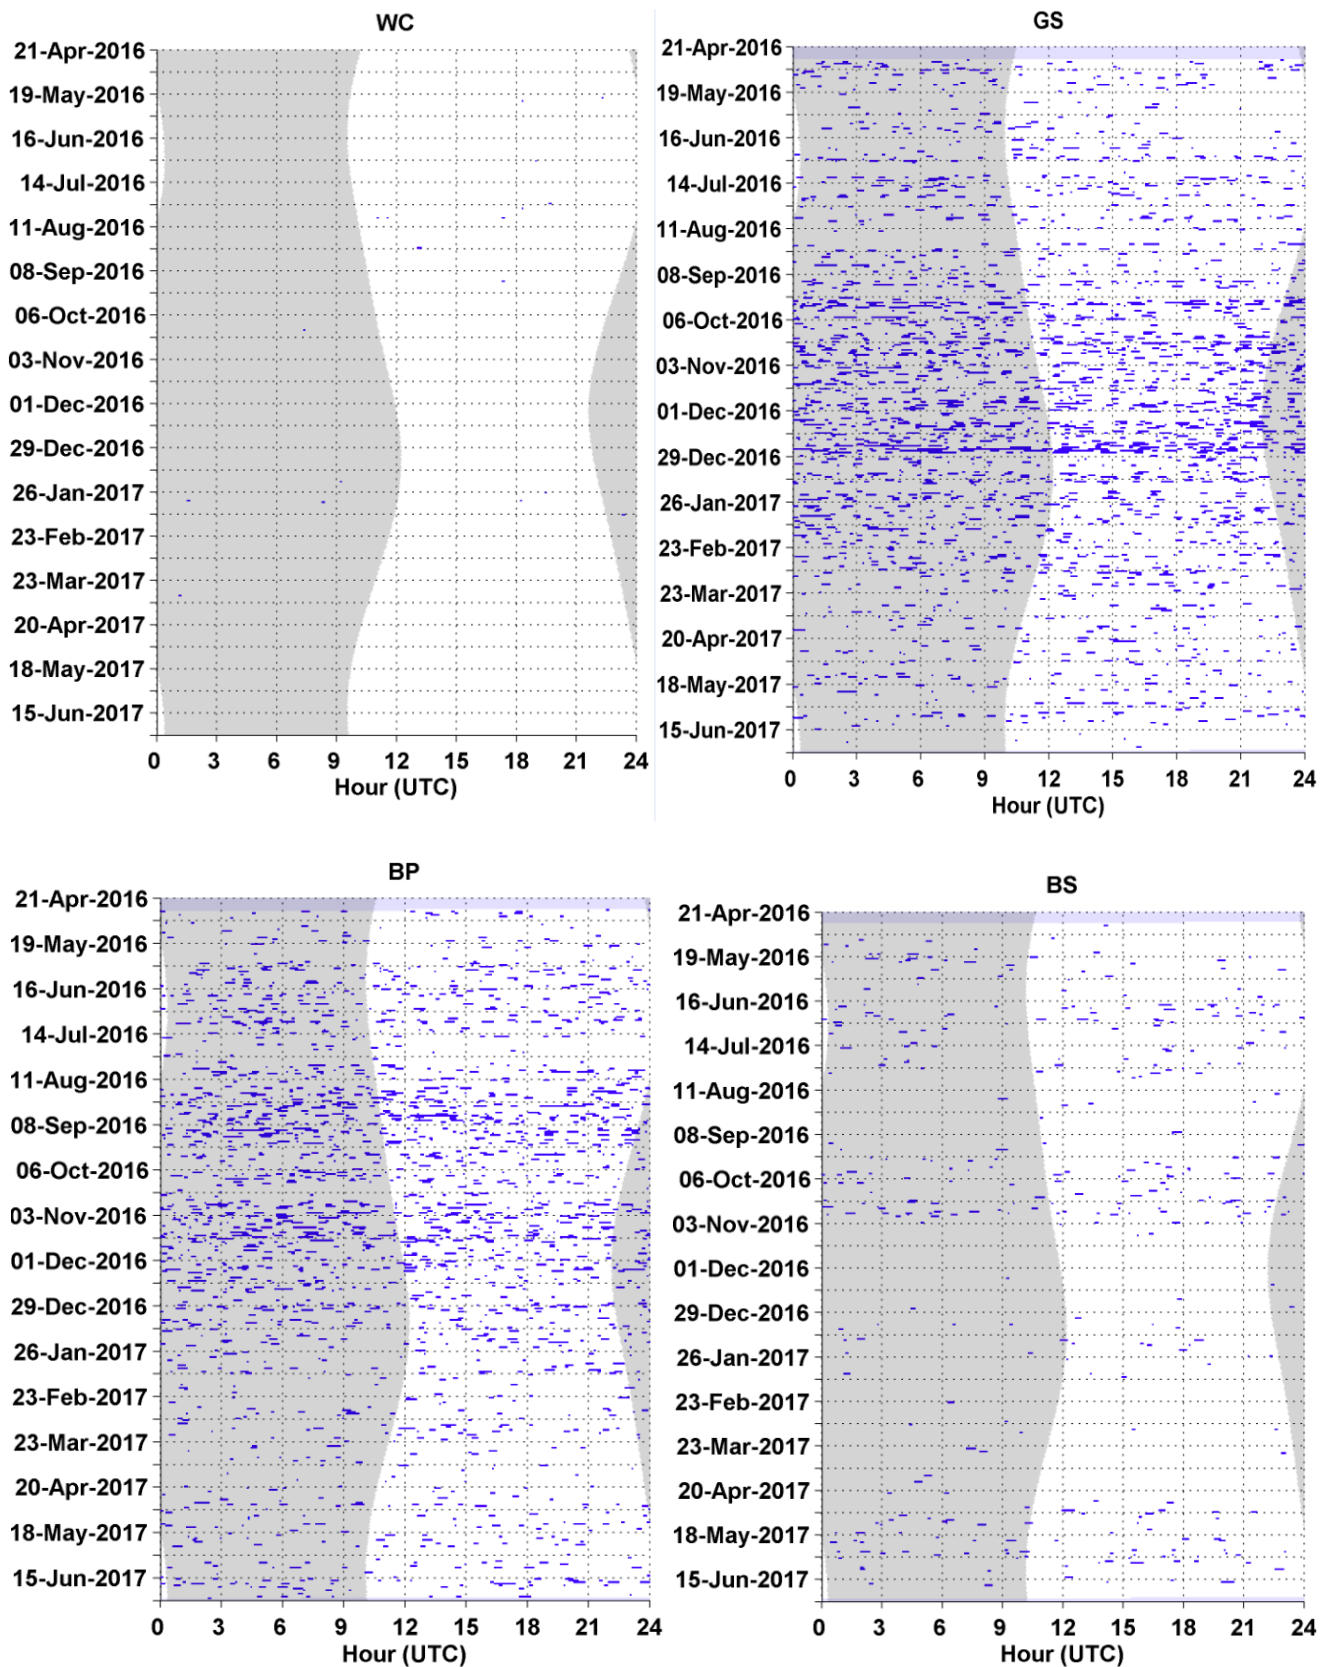 WC
21-Apr-2016
19-May-2016
16-Jun-2016
14-Jul-2016
11-Aug-2016
08-Sep-2016
06-Oct-2016
03-Nov-2016
01-Dec-2016
29-Dec-2016
26-Jan-2017
23-Feb-2017
23-Mar-2017
20-Apr-2017
18-May-2017
15-Jun-2017
0 3 6 9 12 15 18 21 24
Hour (UTC)
GS
21-Apr-2016
19-May-2016
16-Jun-2016
14-Jul-2016
11-Aug-2016
08-Sep-2016
06-Oct-2016
03-Nov-2016
01-Dec-2016
29-Dec-2016
26-Jan-2017
23-Feb-2017
23-Mar-2017
20-Apr-2017
18-May-2017
15-Jun-2017
0 3 6 9 12 15 18 21 24
Hour (UTC)
BP
21-Apr-2016
19-May-2016
16-Jun-2016
14-Jul-2016
11-Aug-2016
08-Sep-2016
06-Oct-2016
03-Nov-2016
01-Dec-2016
29-Dec-2016
26-Jan-2017
23-Feb-2017
23-Mar-2017
20-Apr-2017
18-May-2017
15-Jun-2017
0 3 6 9 12 15 18 21 24
Hour (UTC)
BS
21-Apr-2016
19-May-2016
16-Jun-2016
14-Jul-2016
11-Aug-2016
08-Sep-2016
06-Oct-2016
03-Nov-2016
01-Dec-2016
29-Dec-2016
26-Jan-2017
23-Feb-2017
23-Mar-2017
20-Apr-2017
18-May-2017
15-Jun-2017
0 3 6 9 12 15 18 21 24
Hour (UTC)